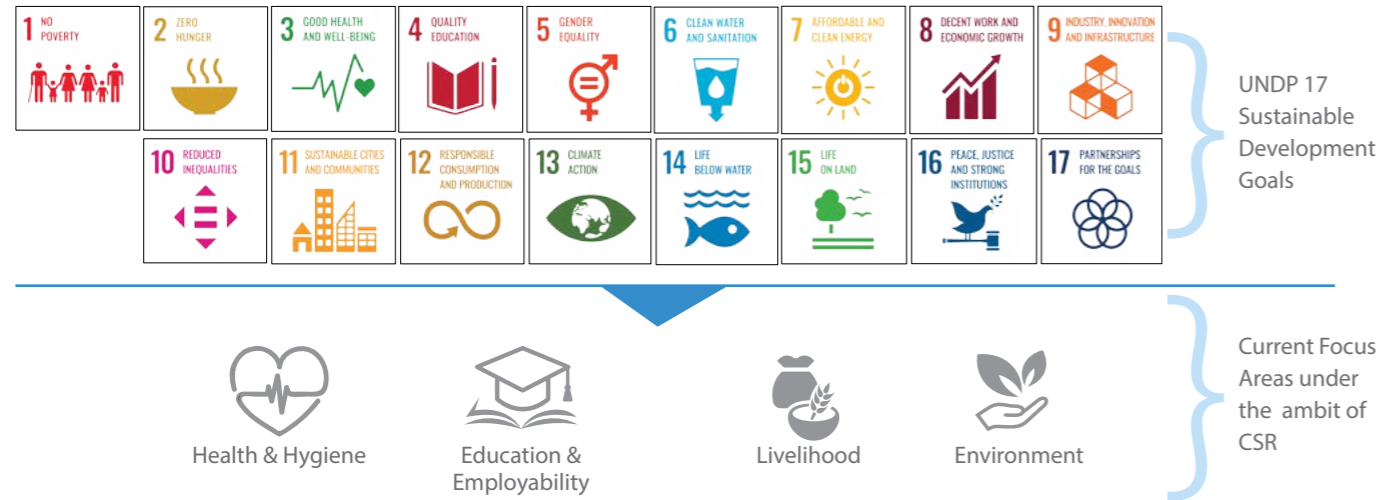 1 NO
POVERTY
2 ZERO
HUNGER
3 GOOD HEALTH
AND WELL-BEING
4 QUALITY
EDUCATION
5 GENDER
EQUALITY
6 CLEAN WATER
AND SANITATION
7 AFFORDABLE AND
CLEAN ENERGY
8 DECENT WORK AND
ECONOMIC GROWTH
9 INDUSTRY, INNOVATION
AND INFRASTRUCTURE
10 REDUCED
INEQUALITIES
11 SUSTAINABLE CITIES
AND COMMUNITIES
12 RESPONSIBLE
CONSUMPTION
AND PRODUCTION
13 CLIMATE
ACTION
14 LIFE
BELOW WATER
15 LIFE
ON LAND
16 PEACE, JUSTICE
AND STRONG
INSTITUTIONS
17 PARTNERSHIPS
FOR THE GOALS
UNDP 17
Sustainable
Development
Goals
Health & Hygiene
Education &
Employability
Livelihood
Environment
Current Focus
Areas under
the ambit of
CSR